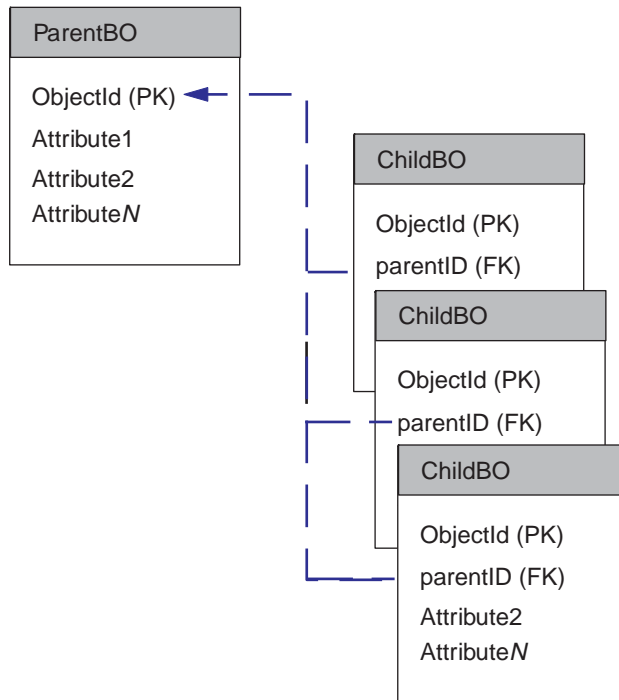 ParentBO
ObjectId (PK)
Attribute1
Attribute2
AttributeN
ChildBO
ObjectId (PK)
parentID (FK)
ChildBO
ObjectId (PK)
parentID (FK)
ChildBO
ObjectId (PK)
parentID (FK)
Attribute2
AttributeN